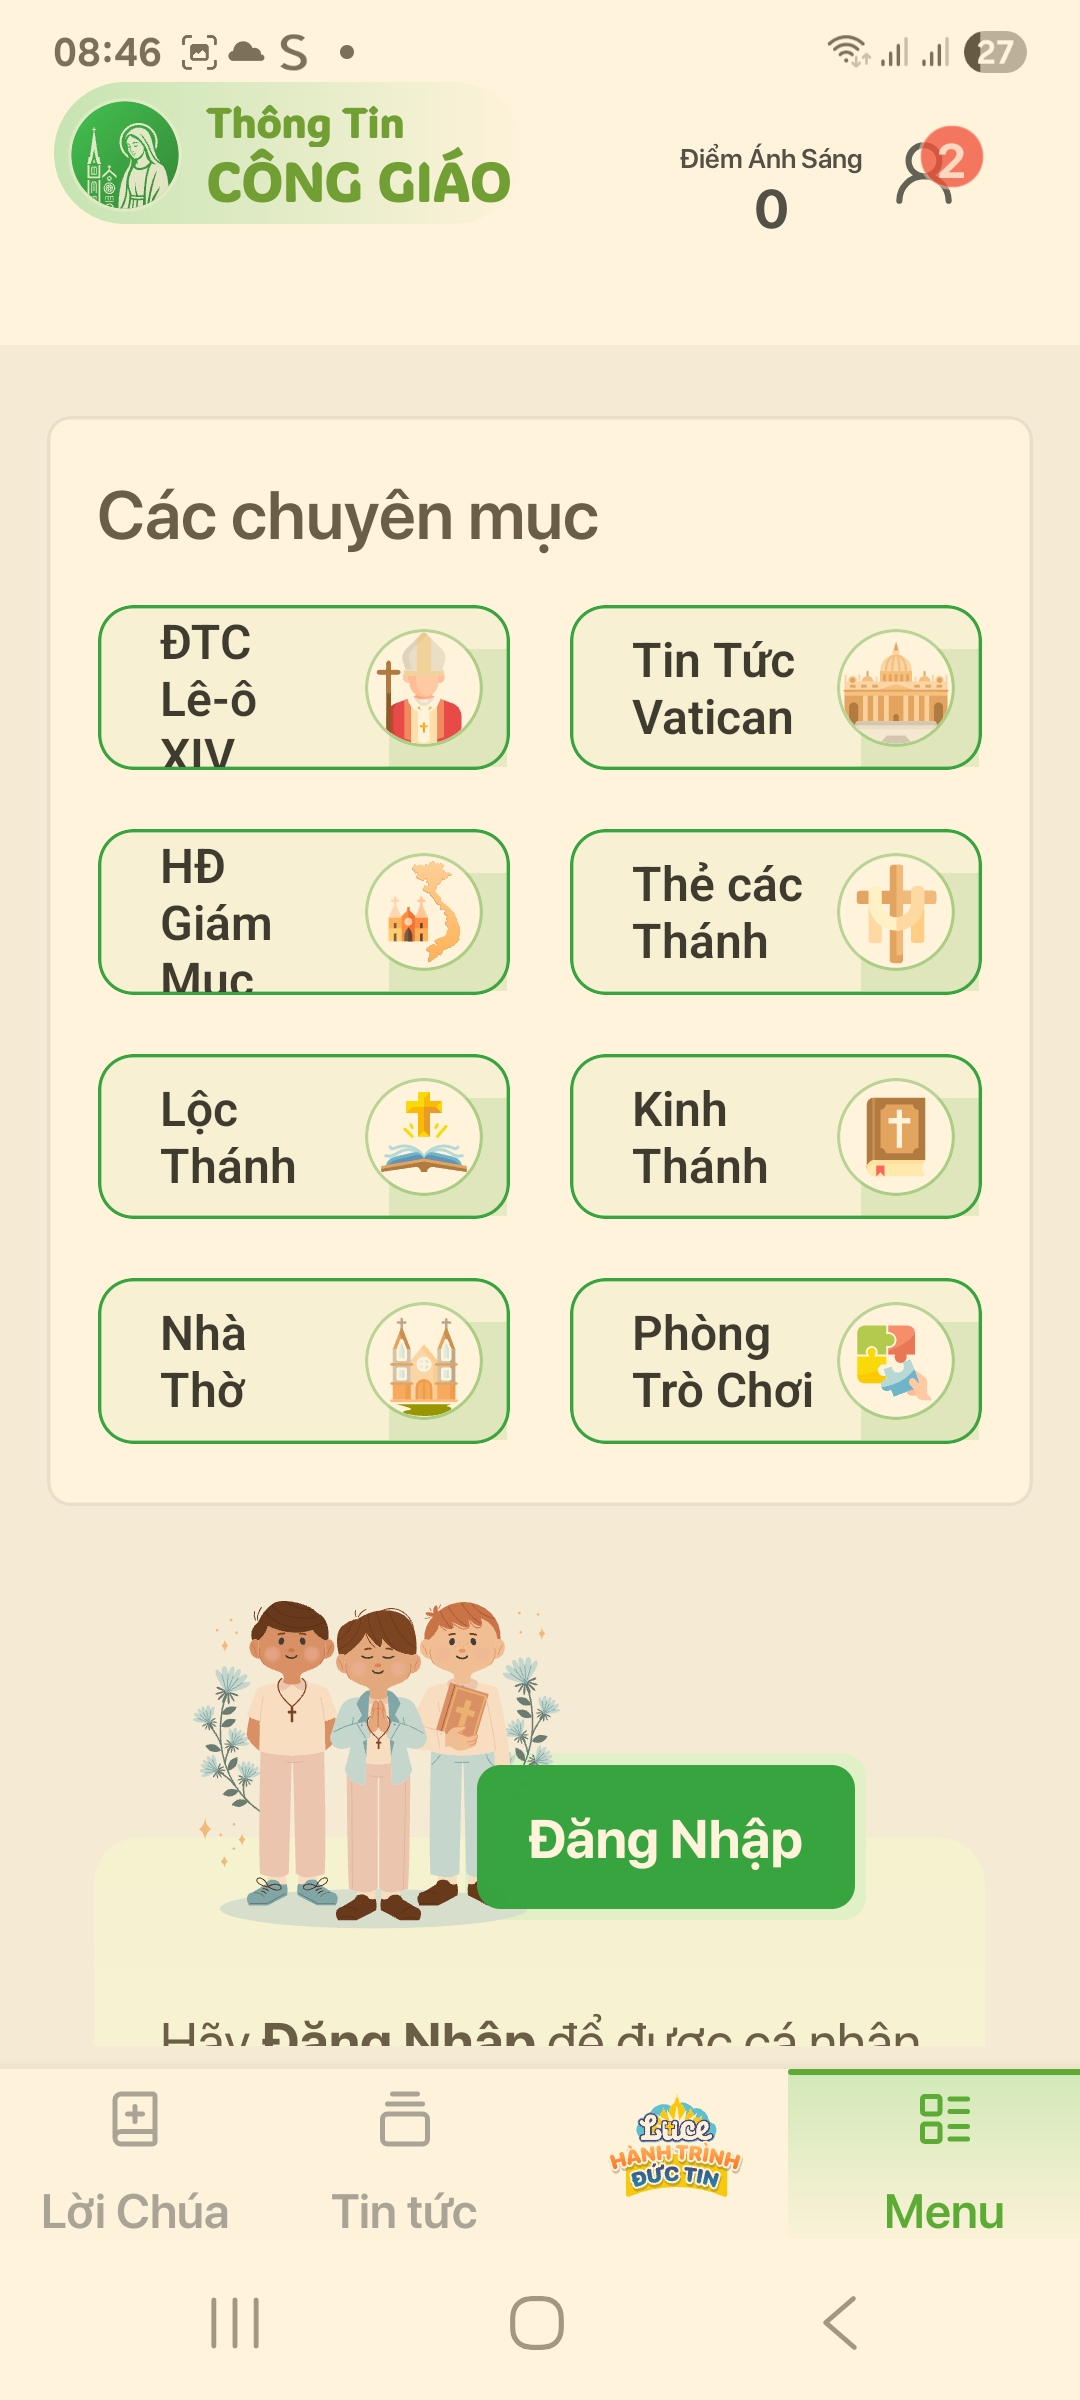 08:46
27
Thông Tin
CÔNG GIÁO
Điểm Ánh Sáng
0
2
Các chuyên mục
ĐTC
Lê-ô
XIV
Tin Tức
Vatican
HĐ
Giám
Mục
Thẻ các
Thánh
Lộc
Thánh
Kinh
Thánh
Nhà
Thờ
Phòng
Trò Chơi
Đăng Nhập
Hãy Đăng Nhập để được cá nhân
Luce
HÀNH TRÌNH
ĐỨC TIN
Lời Chúa
Tin tức
Menu